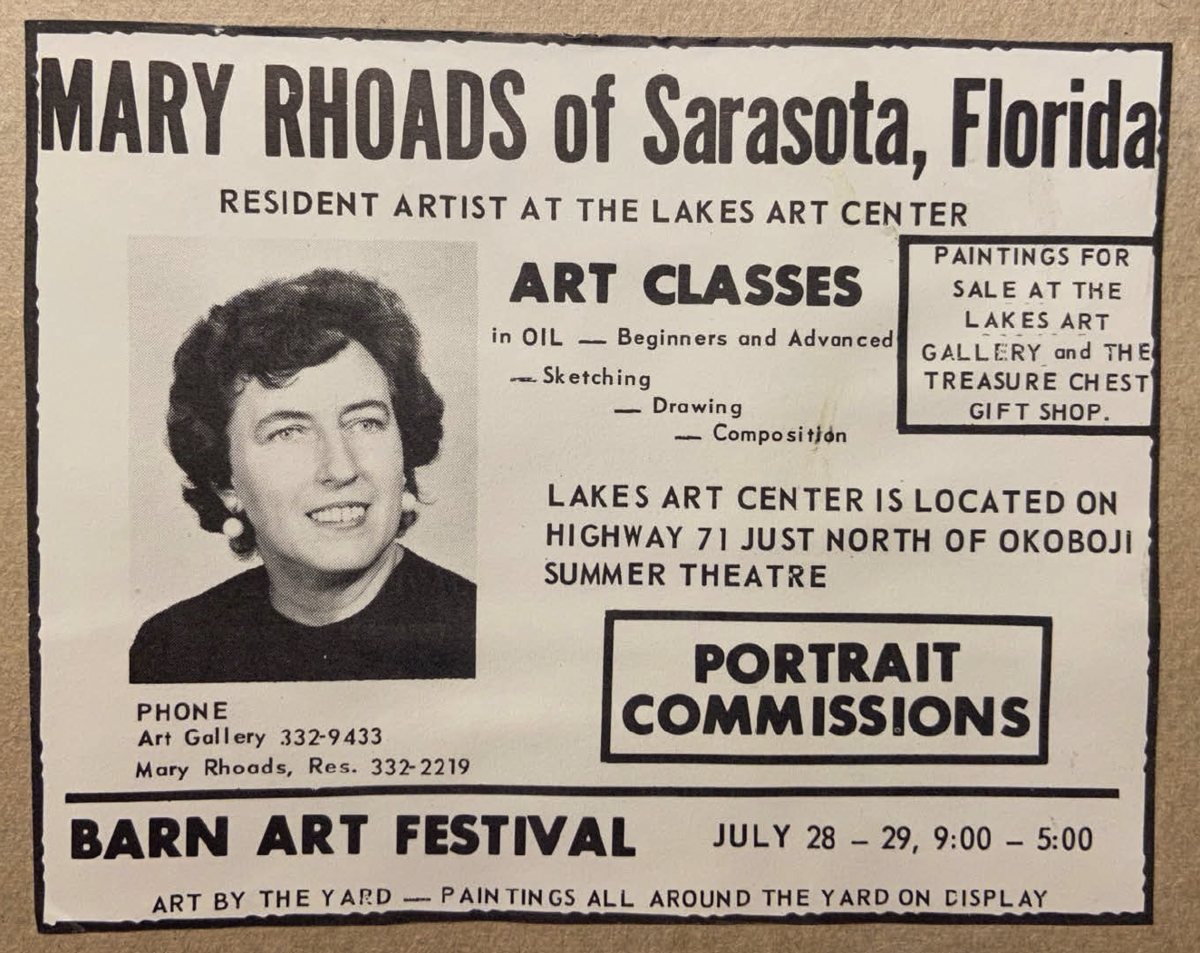 MARY RHOADS of Sarasota, Florida
RESIDENT ARTIST AT THE LAKES ART CENTER
ART CLASSES
in OIL — Beginners and Advanced
— Sketching
— Drawing
— Composition
PAINTINGS FOR
SALE AT THE
LAKES ART
GALLERY and THE
TREASURE CHEST
GIFT SHOP.
LAKES ART CENTER IS LOCATED ON
HIGHWAY 71 JUST NORTH OF OKOBOJI
SUMMER THEATRE
PORTRAIT
COMMISSIONS
PHONE
Art Gallery 332-9433
Mary Rhoads, Res. 332-2219
BARN ART FESTIVAL
JULY 28 – 29, 9:00 – 5:00
ART BY THE YARD — PAINTINGS ALL AROUND THE YARD ON DISPLAY